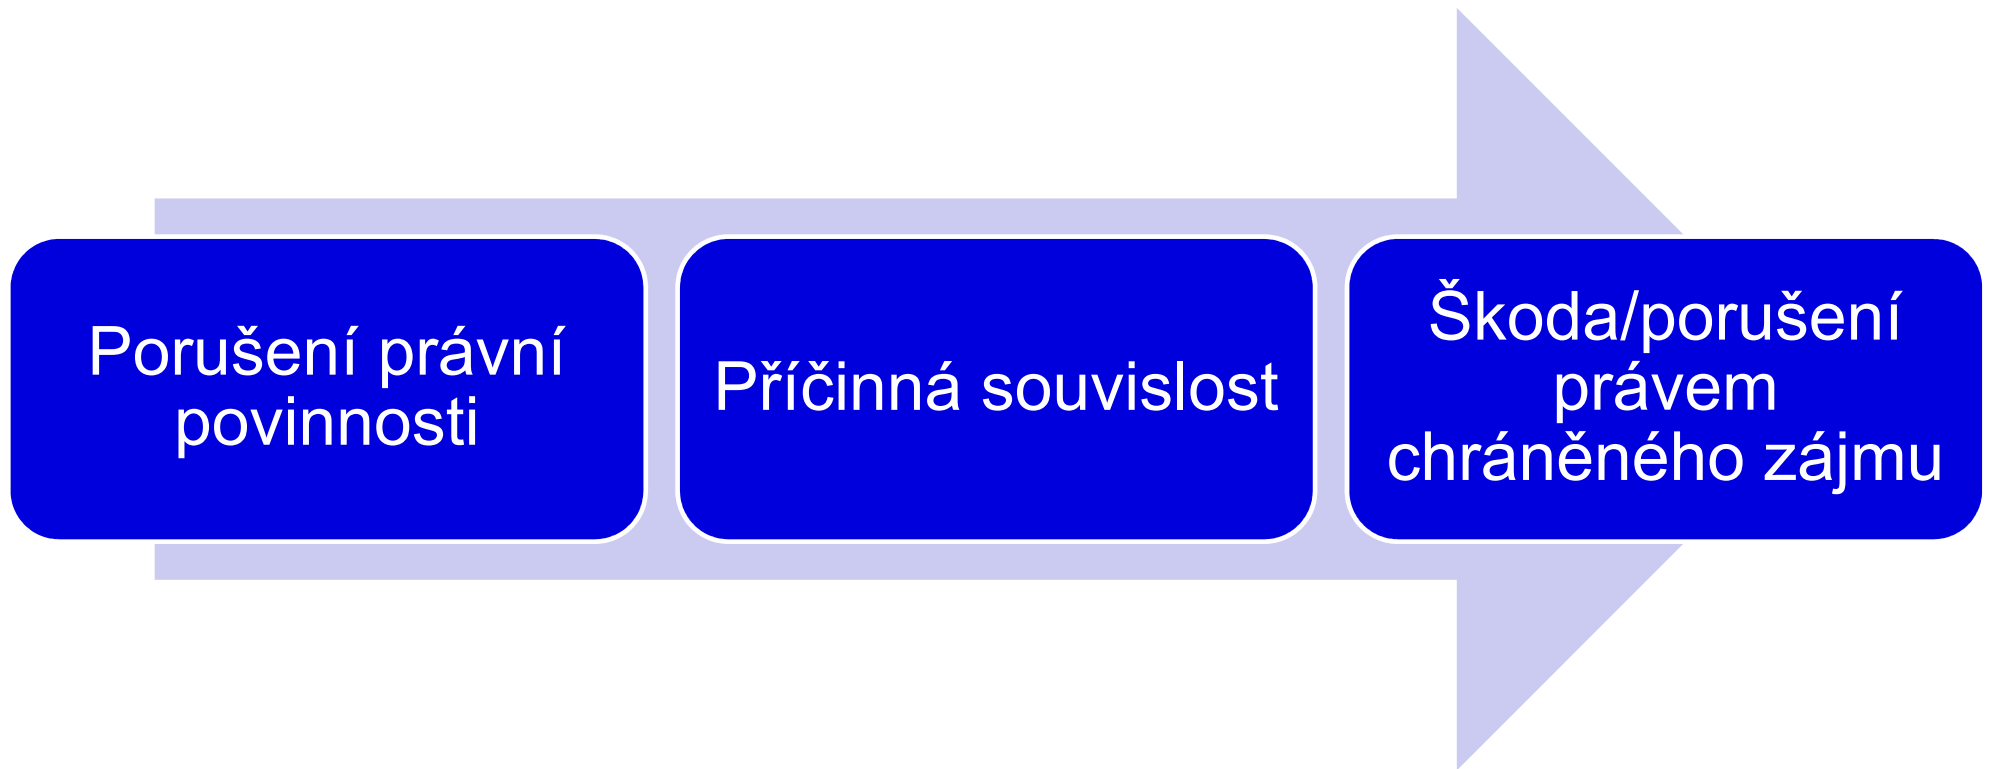 Porušení právní
povinnosti
Příčinná souvislost
Škoda/porušení
právem
chráněného zájmu